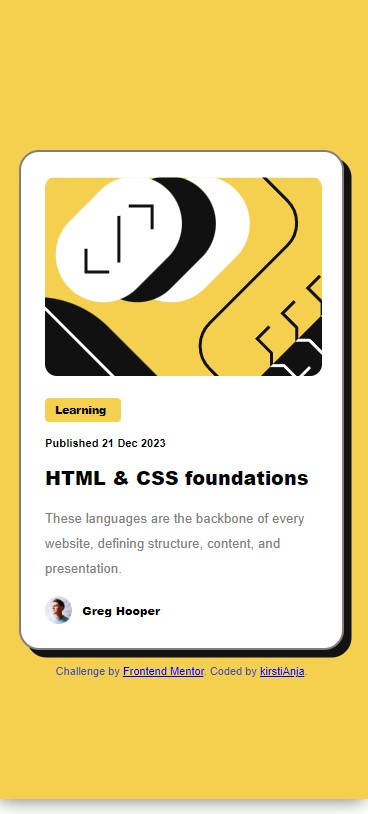 Learning
Published 21 Dec 2023
HTML & CSS foundations
These languages are the backbone of every
website, defining structure, content, and
presentation.
Greg Hooper
Challenge by Frontend Mentor. Coded by kirstiAnja.